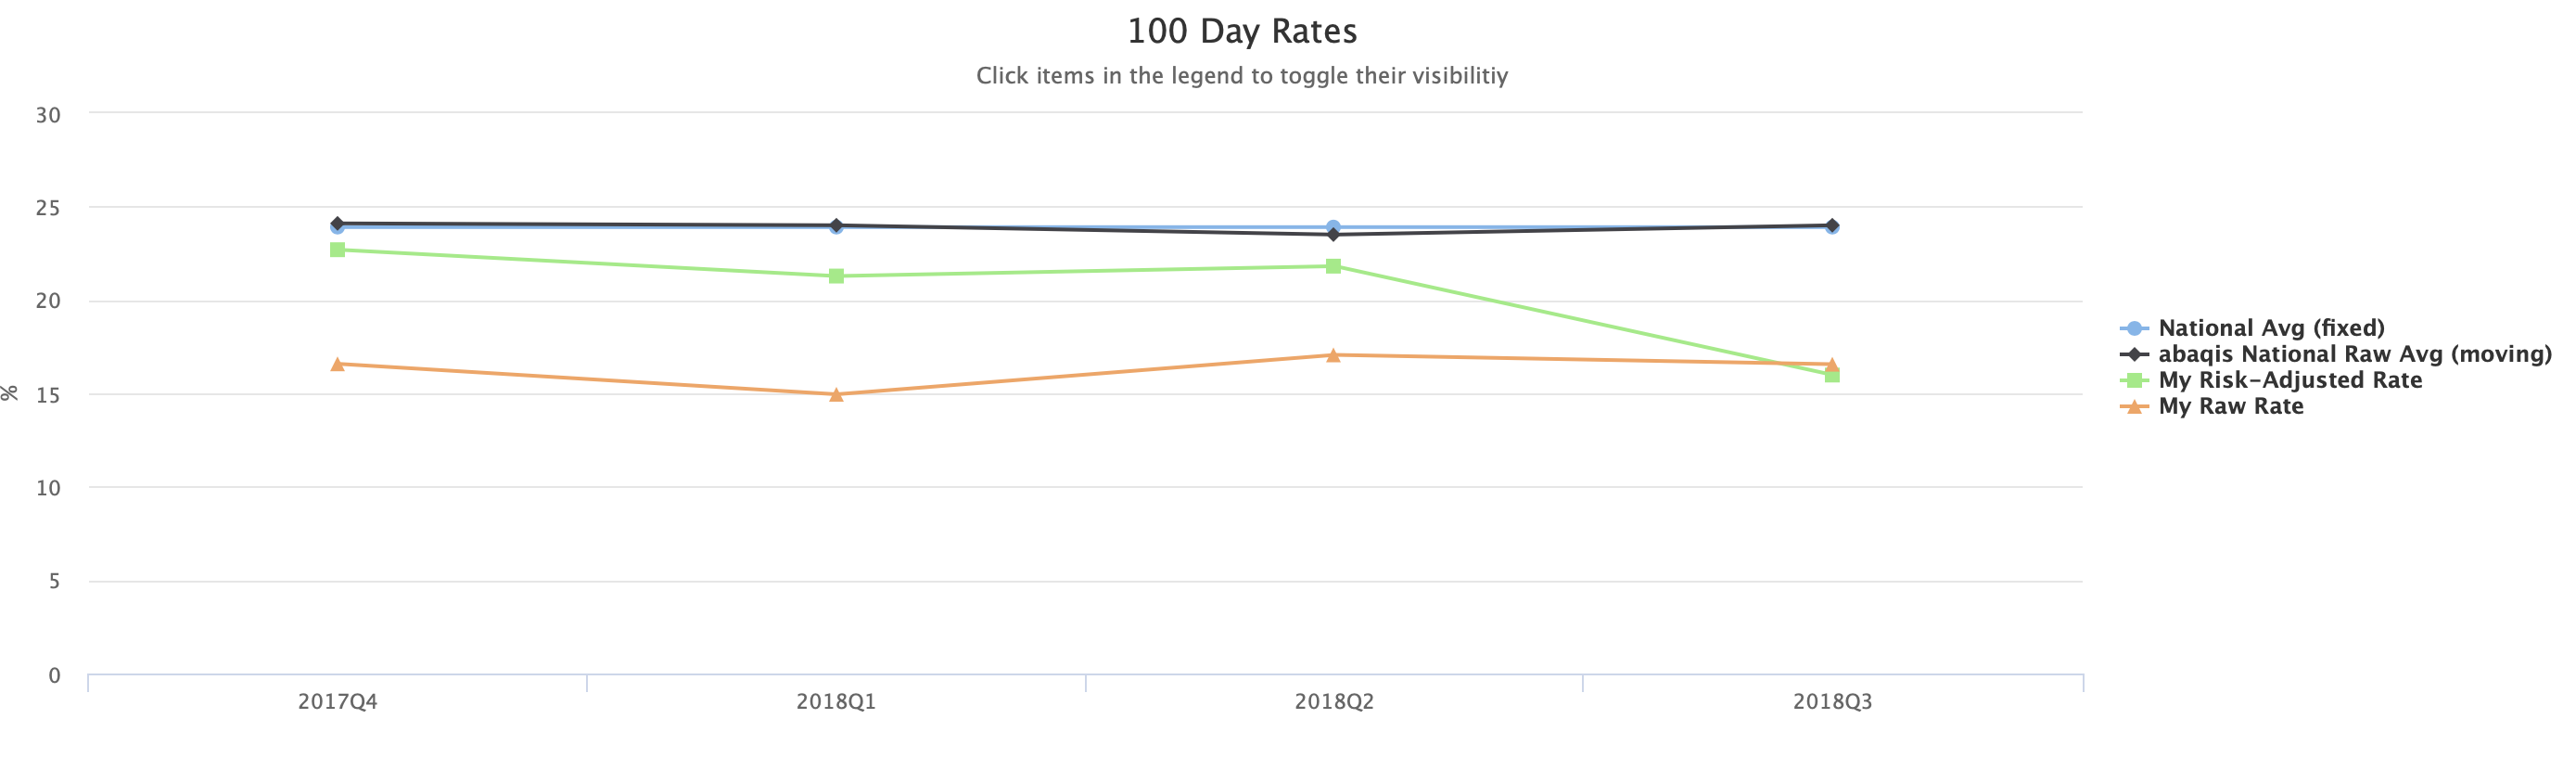 100 Day Rates
Click items in the legend to toggle their visibilitiy
30
25
20
15
10
5
0
%
2017Q4 2018Q1 2018Q2 2018Q3
National Avg (fixed)
abaqis National Raw Avg (moving)
My Risk-Adjusted Rate
My Raw Rate